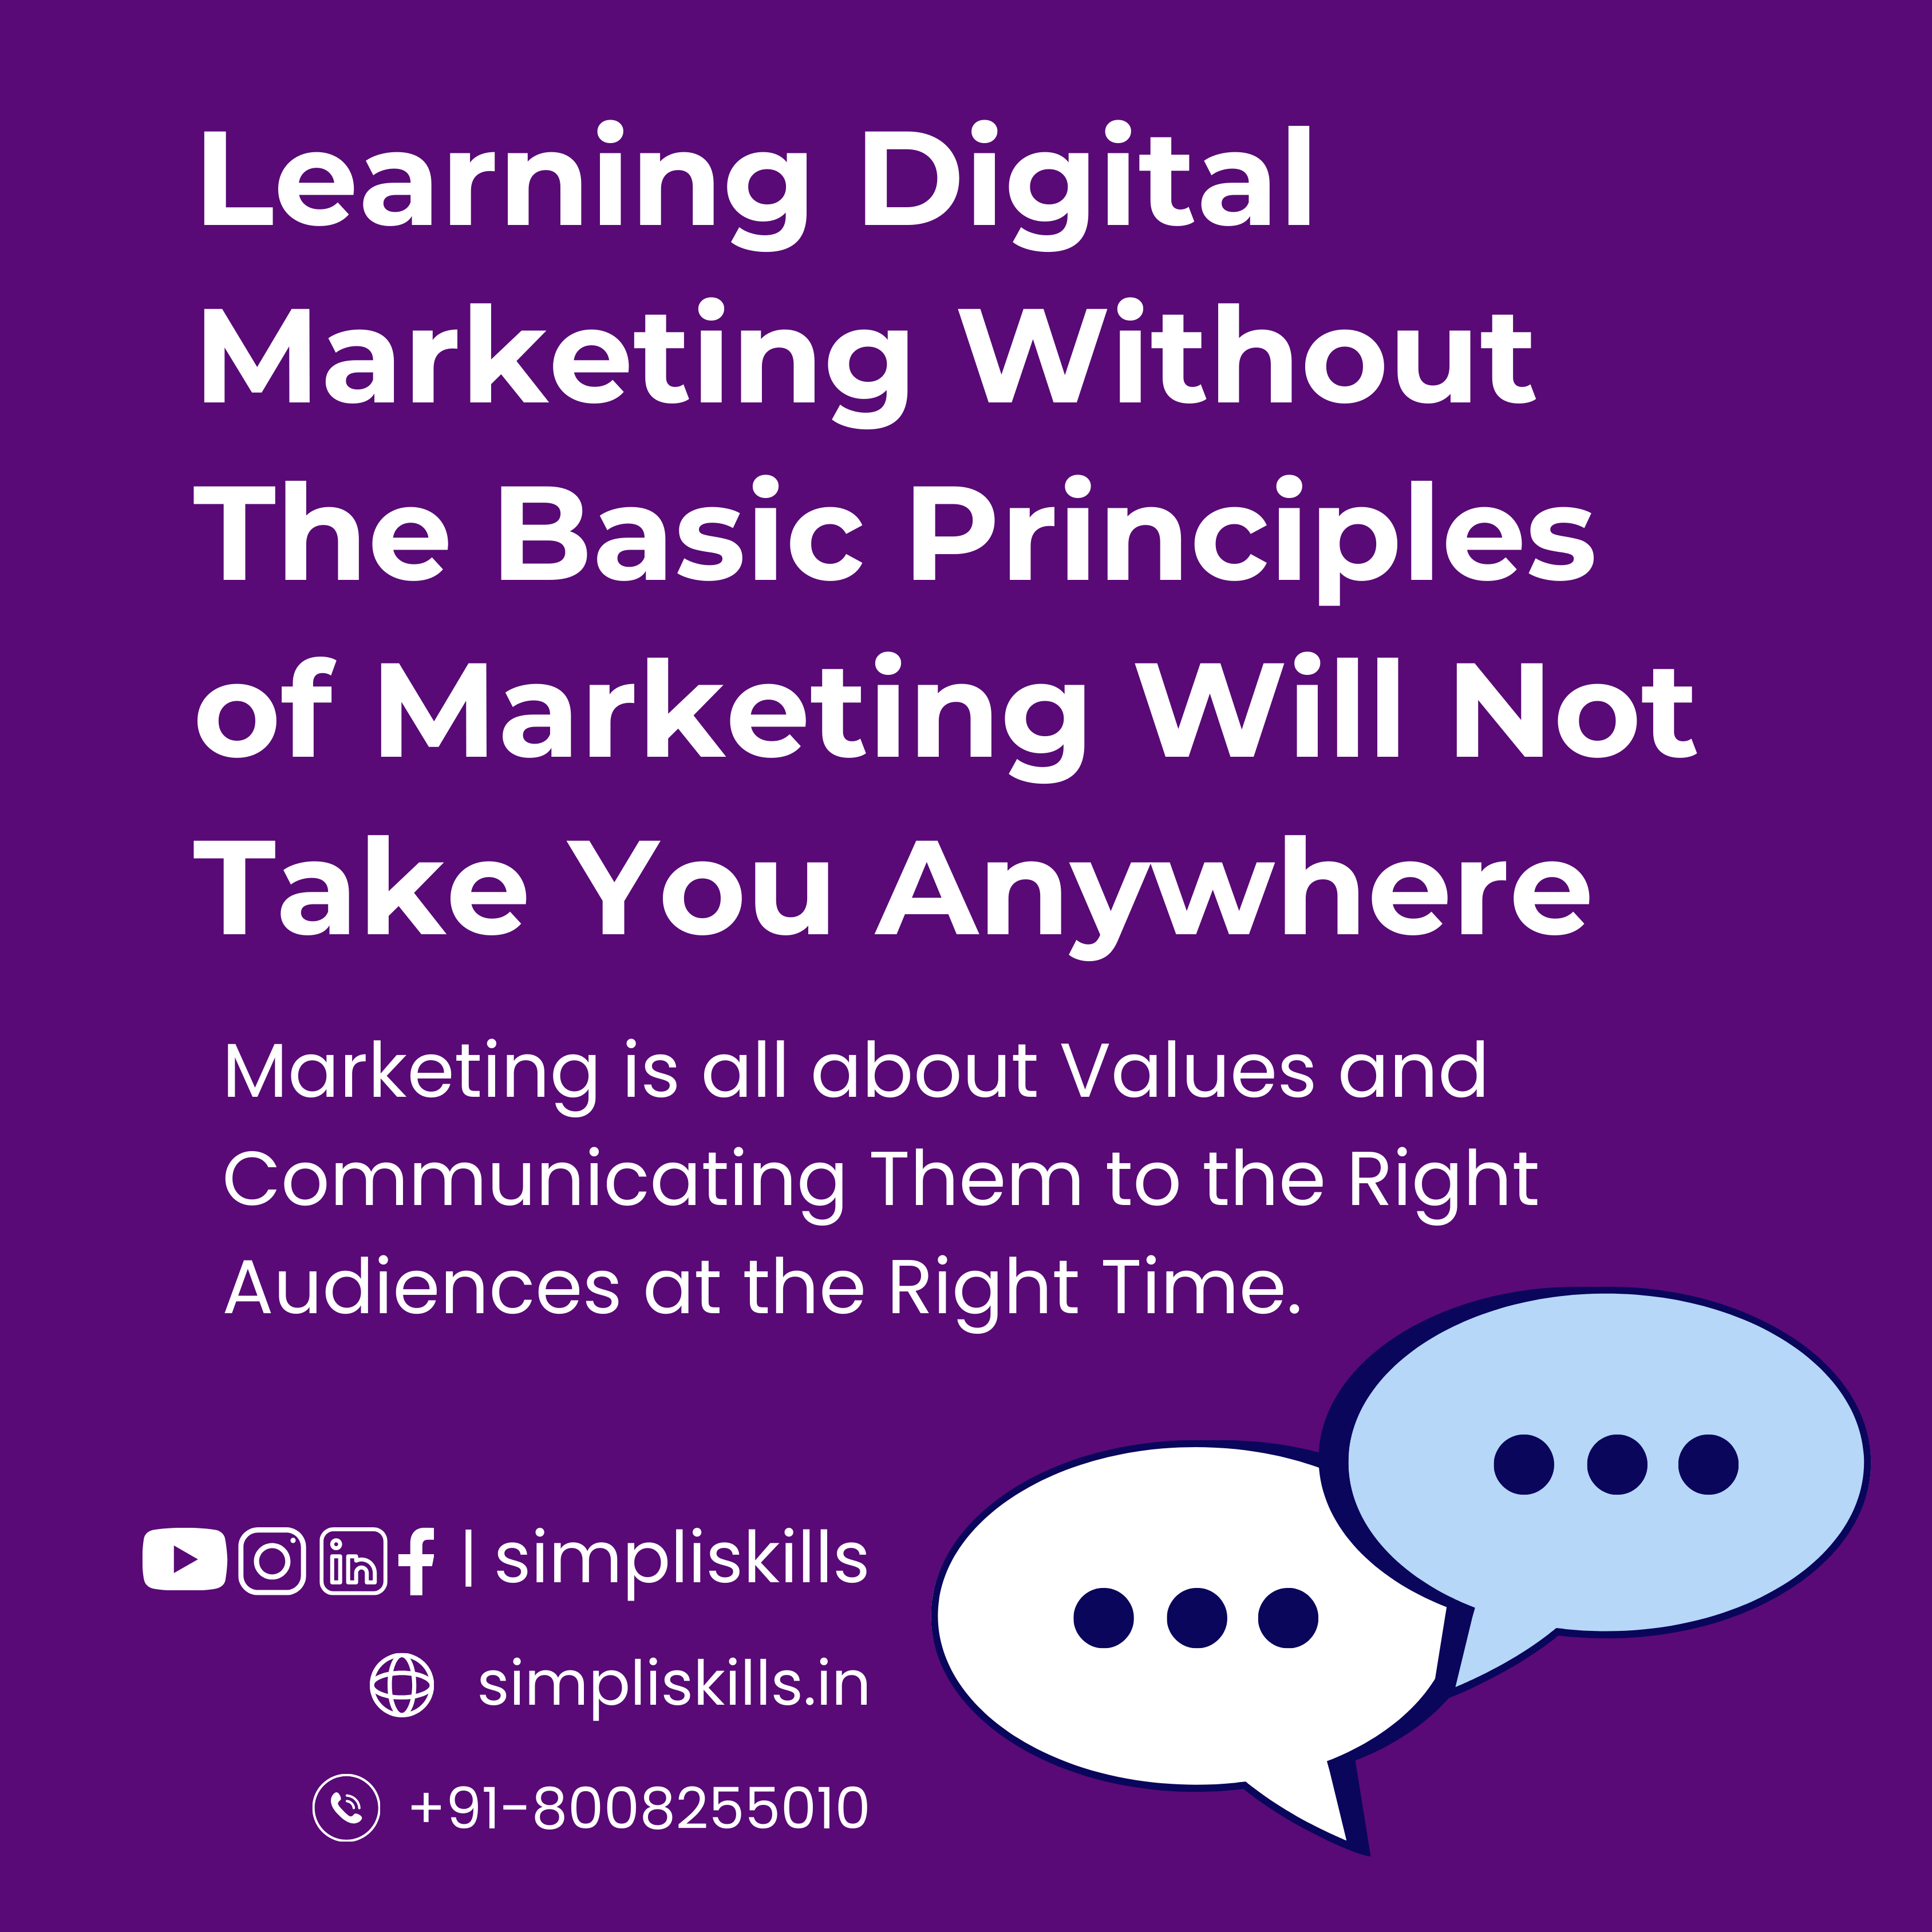 Learning Digital
Marketing Without
The Basic Principles
of Marketing Will Not
Take You Anywhere
Marketing is all about Values and
Communicating Them to the Right
Audiences at the Right Time.
| simpliskills
simpliskills.in
+91-8008255010